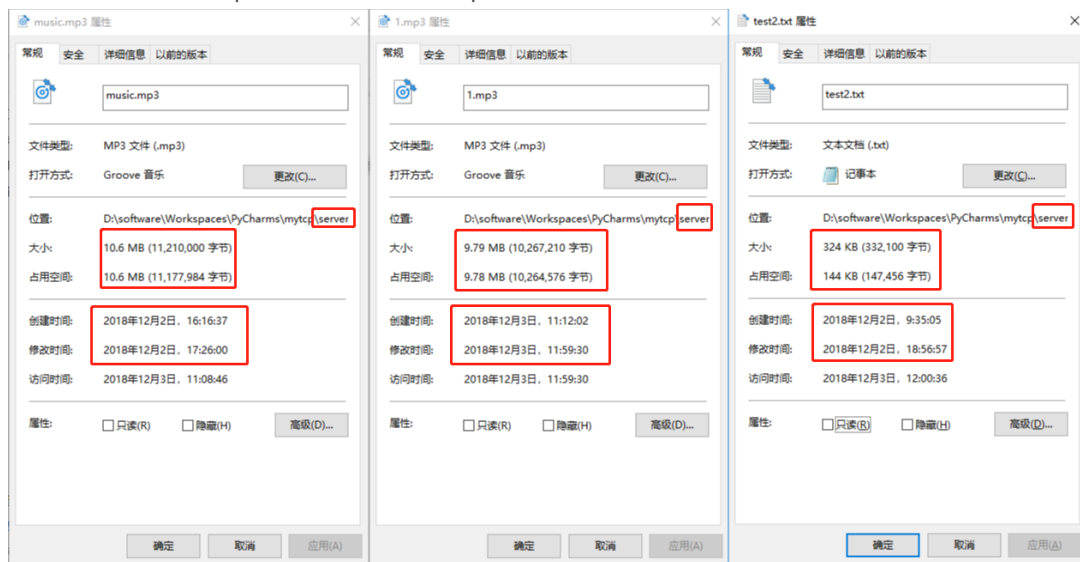 music.mp3 属性
常规 安全 详细信息 以前的版本
music.mp3
文件类型: MP3 文件 (.mp3)
打开方式: Groove 音乐 更改(C)...
位置: D:\software\Workspaces\PyCharms\mytcp\server
大小: 10.6 MB (11,210,000 字节)
占用空间: 10.6 MB (11,177,984 字节)
创建时间: 2018年12月2日，16:16:37
修改时间: 2018年12月2日，17:26:00
访问时间: 2018年12月3日，11:08:46
属性: 只读(R) 隐藏(H) 高级(D)...
确定 取消 应用(A)
1.mp3 属性
常规 安全 详细信息 以前的版本
1.mp3
文件类型: MP3 文件 (.mp3)
打开方式: Groove 音乐 更改(C)...
位置: D:\software\Workspaces\PyCharms\mytcp\server
大小: 9.79 MB (10,267,210 字节)
占用空间: 9.78 MB (10,264,576 字节)
创建时间: 2018年12月3日，11:12:02
修改时间: 2018年12月3日，11:59:30
访问时间: 2018年12月3日，11:59:30
属性: 只读(R) 隐藏(H) 高级(D)...
确定 取消 应用(A)
test2.txt 属性
常规 安全 详细信息 以前的版本
test2.txt
文件类型: 文本文档 (.txt)
打开方式: 记事本 更改(C)...
位置: D:\software\Workspaces\PyCharms\mytcp\server
大小: 324 KB (332,100 字节)
占用空间: 144 KB (147,456 字节)
创建时间: 2018年12月2日，9:35:05
修改时间: 2018年12月2日，18:56:57
访问时间: 2018年12月3日，12:00:36
属性: 只读(R) 隐藏(H) 高级(D)...
确定 取消 应用(A)